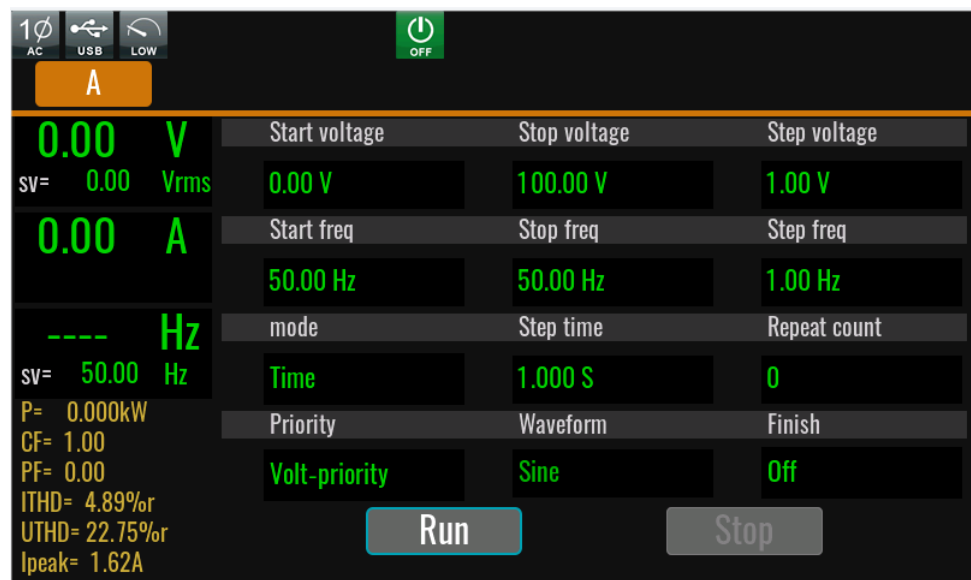 1Ø AC USB LOW OFF
A
0.00 V
sv= 0.00 Vrms
0.00 A
---- Hz
sv= 50.00 Hz
P= 0.000kW
CF= 1.00
PF= 0.00
ITHD= 4.89%r
UTHD= 22.75%r
Ipeak= 1.62A
Start voltage Stop voltage Step voltage
0.00 V 100.00 V 1.00 V
Start freq Stop freq Step freq
50.00 Hz 50.00 Hz 1.00 Hz
mode Step time Repeat count
Time 1.000 S 0
Priority Waveform Finish
Volt-priority Sine Off
Run Stop